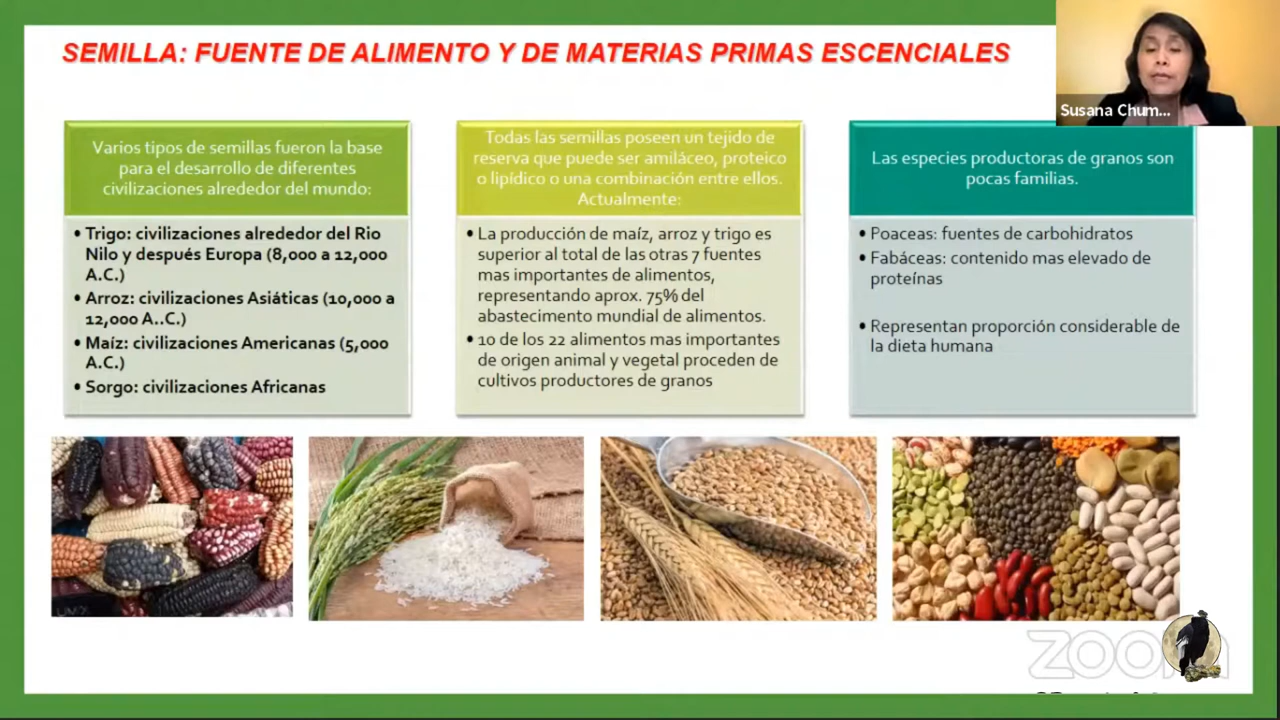 SEMILLA: FUENTE DE ALIMENTO Y DE MATERIAS PRIMAS ESCENCIALES
Susana Chum...
Varios tipos de semillas fueron la base
para el desarrollo de diferentes
civilizaciones alrededor del mundo:
• Trigo: civilizaciones alrededor del Rio
Nilo y después Europa (8,000 a 12,000
A.C.)
• Arroz: civilizaciones Asiáticas (10,000 a
12,000 A..C.)
• Maíz: civilizaciones Americanas (5,000
A.C.)
• Sorgo: civilizaciones Africanas
Todas las semillas poseen un tejido de
reserva que puede ser amiláceo, proteico
o lipídico o una combinación entre ellos.
Actualmente:
• La producción de maíz, arroz y trigo es
superior al total de las otras 7 fuentes
mas importantes de alimentos,
representando aprox. 75% del
abastecimento mundial de alimentos.
• 10 de los 22 alimentos mas importantes
de origen animal y vegetal proceden de
cultivos productores de granos
Las especies productoras de granos son
pocas familias.
• Poaceas: fuentes de carbohidratos
• Fabáceas: contenido mas elevado de
proteínas
• Representan proporción considerable de
la dieta humana
zoom